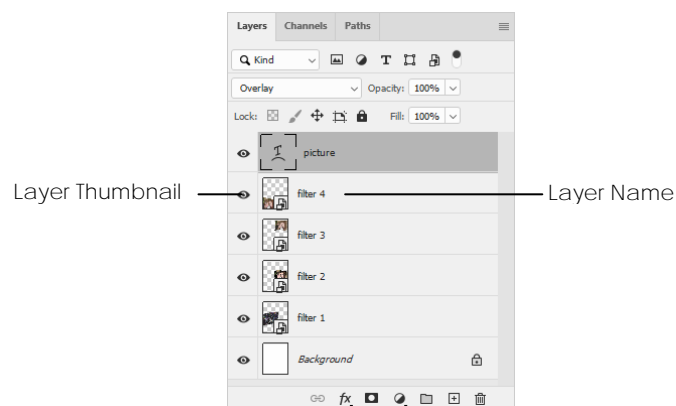 Layers Channels Paths
Kind T
Overlay Opacity: 100%
Lock: Fill: 100%
T picture
Layer Thumbnail filter 4 Layer Name
filter 3
filter 2
filter 1
Background
fx